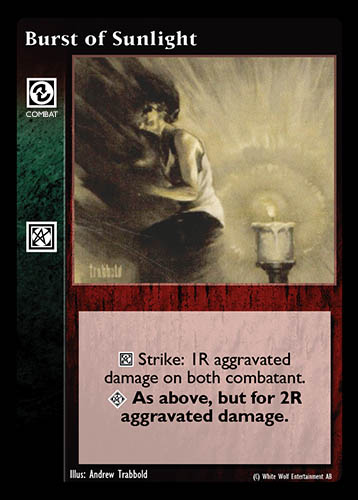 Burst of Sunlight
COMBAT
trabbold
Strike: 1R aggravated
damage on both combatant.
As above, but for 2R
aggravated damage.
Illus: Andrew Trabbold
(C) White Wolf Entertainment AB